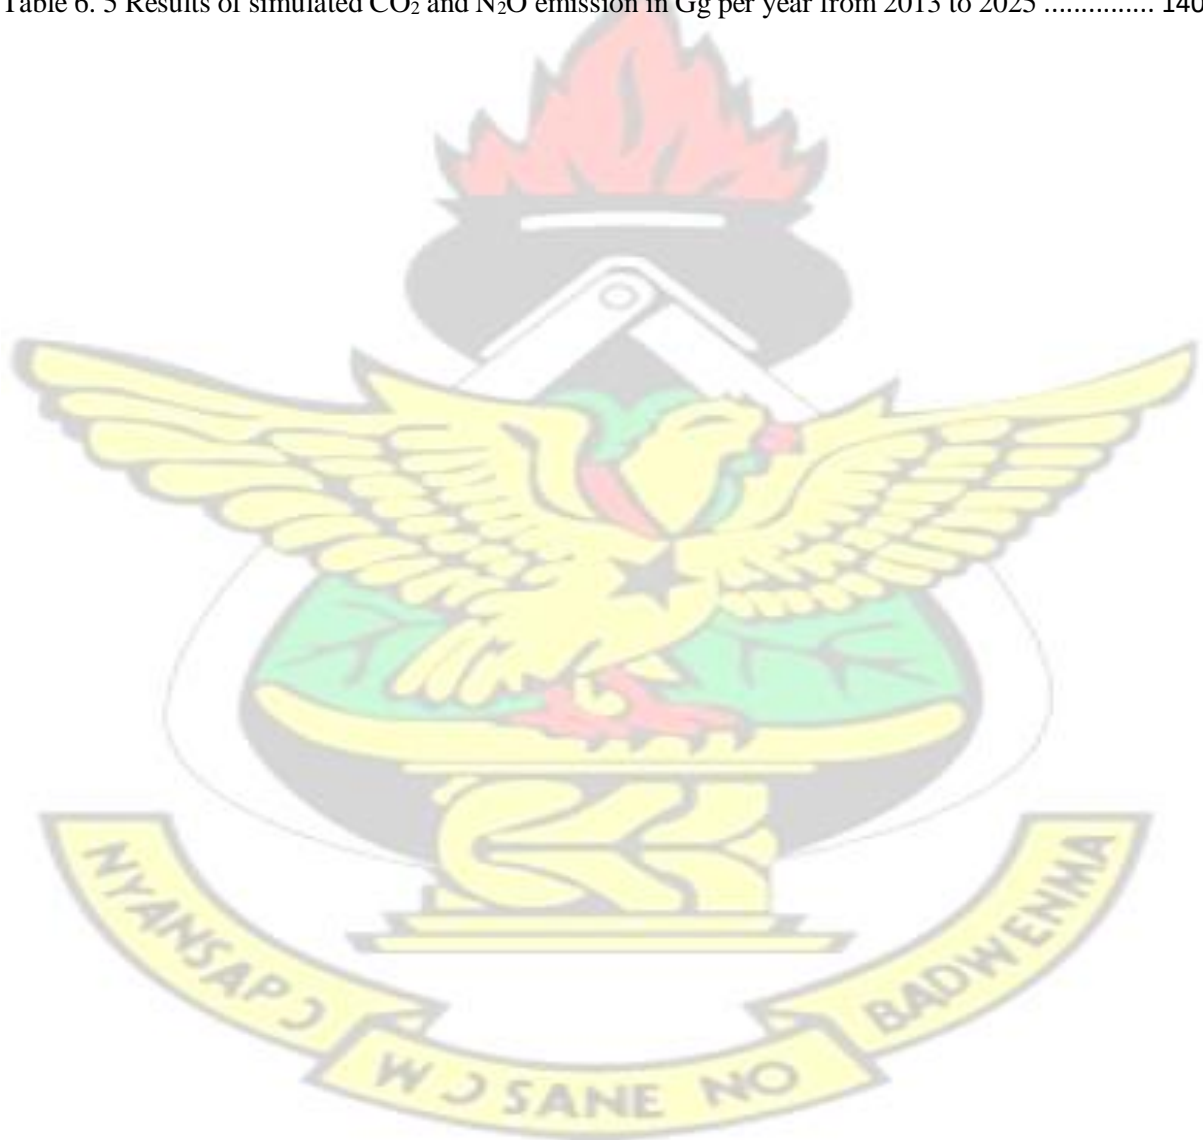 Table 6. 5 Results of simulated CO₂ and N₂O emission in Gg per year from 2013 to 2025 ............... 140
NYANSAPƆ
WƆSANE NO
BADWENMA